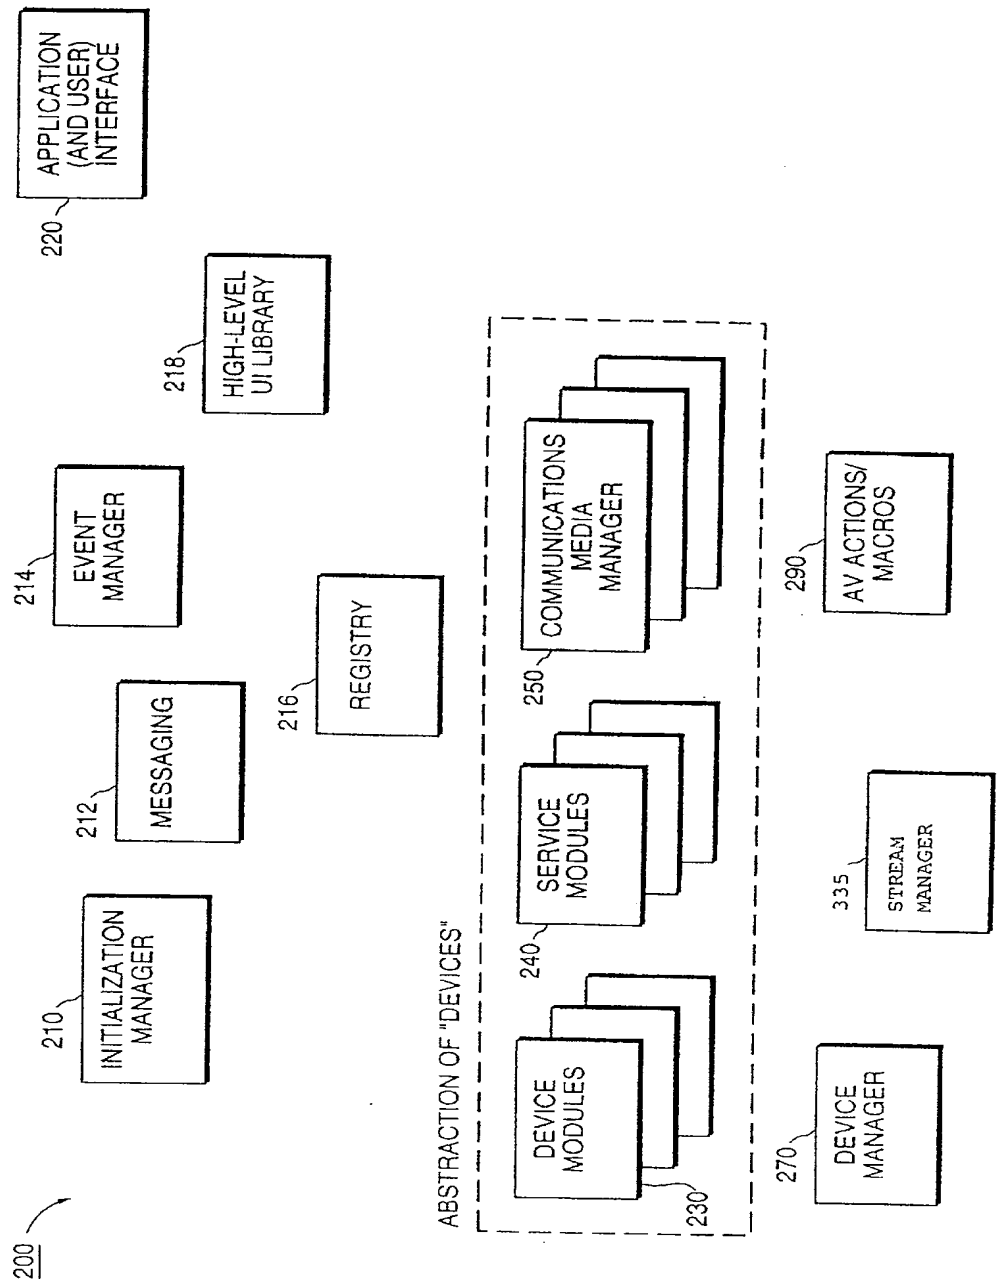 200
210
INITIALIZATION
MANAGER
212
MESSAGING
214
EVENT
MANAGER
216
REGISTRY
218
HIGH-LEVEL
UI LIBRARY
220
APPLICATION
(AND USER)
INTERFACE
ABSTRACTION OF "DEVICES"
DEVICE
MODULES
230
240
SERVICE
MODULES
250
COMMUNICATIONS
MEDIA
MANAGER
270
DEVICE
MANAGER
335
STREAM
MANAGER
290
AV ACTIONS/
MACROS